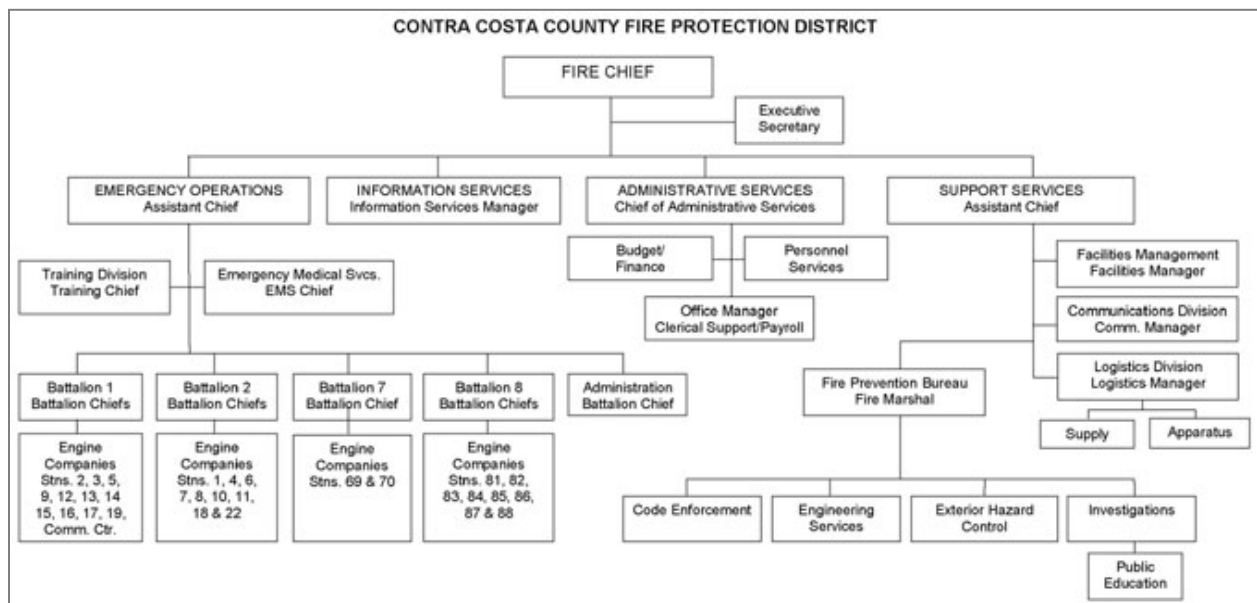 CONTRA COSTA COUNTY FIRE PROTECTION DISTRICT
FIRE CHIEF
Executive
Secretary
EMERGENCY OPERATIONS
Assistant Chief
INFORMATION SERVICES
Information Services Manager
ADMINISTRATIVE SERVICES
Chief of Administrative Services
SUPPORT SERVICES
Assistant Chief
Training Division
Training Chief
Emergency Medical Svcs.
EMS Chief
Budget/
Finance
Personnel
Services
Office Manager
Clerical Support/Payroll
Facilities Management
Facilities Manager
Communications Division
Comm. Manager
Logistics Division
Logistics Manager
Supply
Apparatus
Battalion 1
Battalion Chiefs
Battalion 2
Battalion Chiefs
Battalion 7
Battalion Chief
Battalion 8
Battalion Chiefs
Administration
Battalion Chief
Fire Prevention Bureau
Fire Marshal
Engine
Companies
Stns. 2, 3, 5,
9, 12, 13, 14
15, 16, 17, 19,
Comm. Ctr.
Engine
Companies
Stns. 1, 4, 6,
7, 8, 10, 11,
18 & 22
Engine
Companies
Stns. 69 & 70
Engine
Companies
Stns. 81, 82,
83, 84, 85, 86,
87 & 88
Code Enforcement
Engineering
Services
Exterior Hazard
Control
Investigations
Public
Education